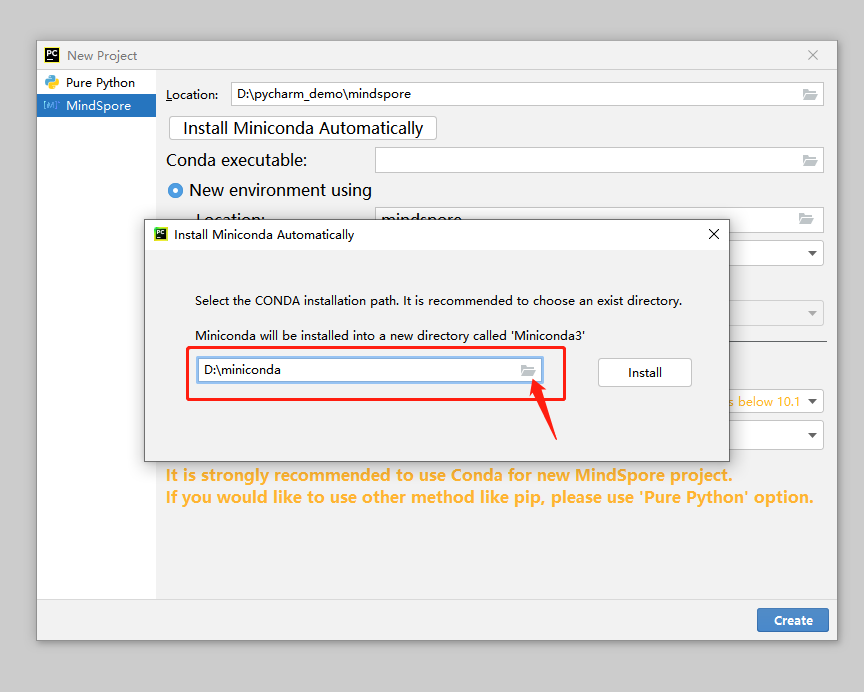 PC New Project
Pure Python
[M] MindSpore
Location: D:\pycharm_demo\mindspore
Install Miniconda Automatically
Conda executable:
New environment using
Location: mindspore
PC Install Miniconda Automatically
Select the CONDA installation path. It is recommended to choose an exist directory.
Miniconda will be installed into a new directory called 'Miniconda3'
D:\miniconda
Install
below 10.1
It is strongly recommended to use Conda for new MindSpore project.
If you would like to use other method like pip, please use 'Pure Python' option.
Create